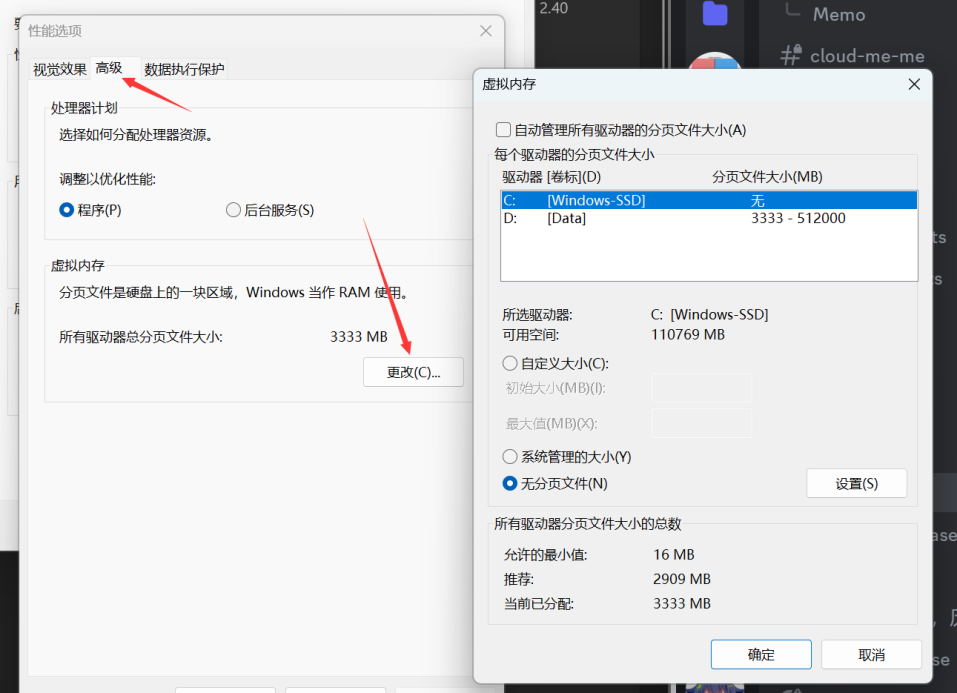 2.40
Memo
cloud-me-me
性能选项
视觉效果 高级 数据执行保护
处理器计划
选择如何分配处理器资源。
调整以优化性能:
程序(P) 后台服务(S)
虚拟内存
分页文件是硬盘上的一块区域，Windows 当作 RAM 使用。
所有驱动器总分页文件大小: 3333 MB
更改(C)...
虚拟内存
自动管理所有驱动器的分页文件大小(A)
每个驱动器的分页文件大小
驱动器 [卷标](D) 分页文件大小(MB)
C: [Windows-SSD] 无
D: [Data] 3333 - 512000
所选驱动器: C: [Windows-SSD]
可用空间: 110769 MB
自定义大小(C):
初始大小(MB)(I):
最大值(MB)(X):
系统管理的大小(Y)
无分页文件(N) 设置(S)
所有驱动器分页文件大小的总数
允许的最小值: 16 MB
推荐: 2909 MB
当前已分配: 3333 MB
确定 取消